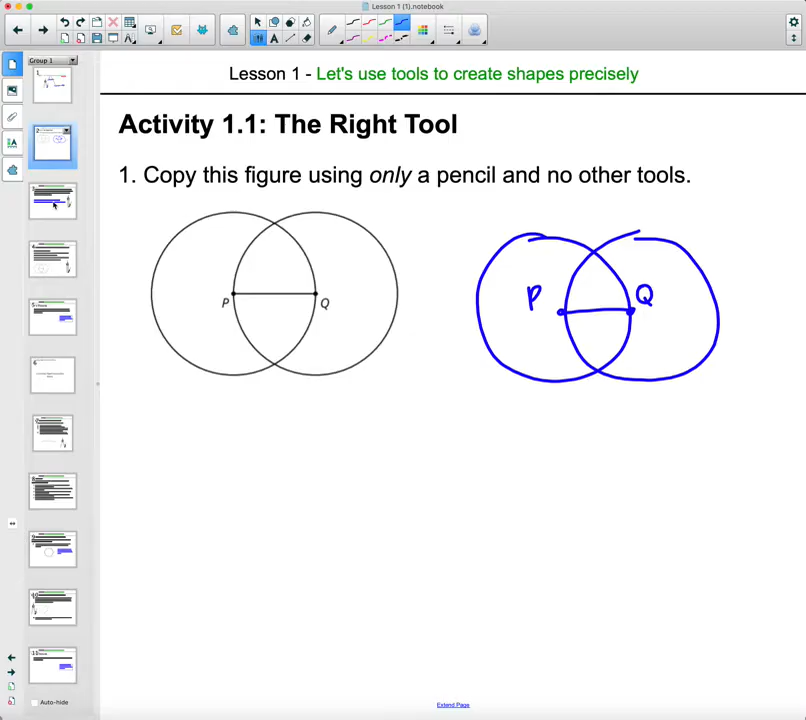 Lesson 1 (1).notebook
Group 1
Lesson 1 - Let's use tools to create shapes precisely
Activity 1.1: The Right Tool
1. Copy this figure using only a pencil and no other tools.
P
Q
P
Q
Auto-hide
Extend Page